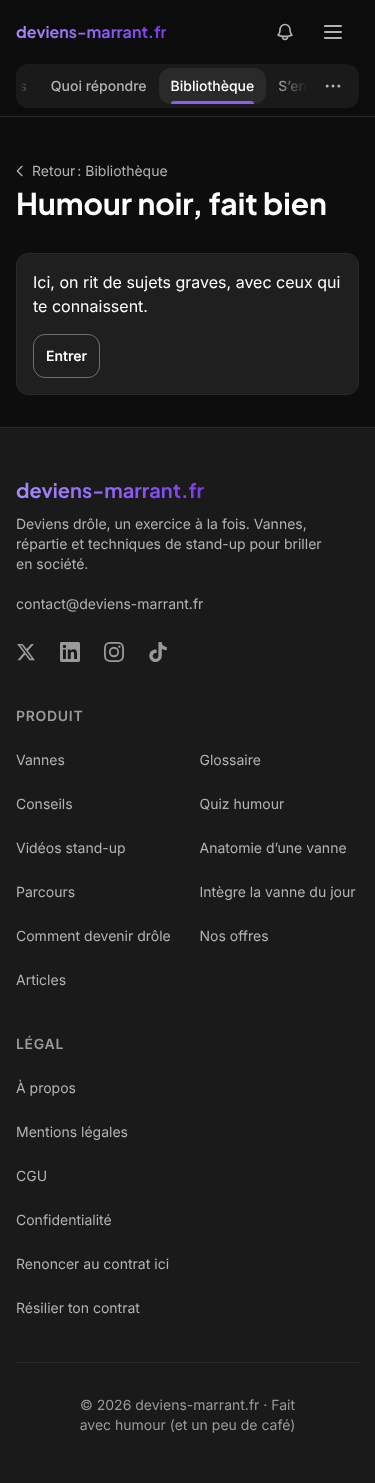 deviens-marrant.fr
s
Quoi répondre
Bibliothèque
S'en
Retour : Bibliothèque
Humour noir, fait bien
Ici, on rit de sujets graves, avec ceux qui
te connaissent.
Entrer
deviens-marrant.fr
Deviens drôle, un exercice à la fois. Vannes,
répartie et techniques de stand-up pour briller
en société.
contact@deviens-marrant.fr
PRODUIT
Vannes
Glossaire
Conseils
Quiz humour
Vidéos stand-up
Anatomie d'une vanne
Parcours
Intègre la vanne du jour
Comment devenir drôle
Nos offres
Articles
LÉGAL
À propos
Mentions légales
CGU
Confidentialité
Renoncer au contrat ici
Résilier ton contrat
© 2026 deviens-marrant.fr · Fait
avec humour (et un peu de café)